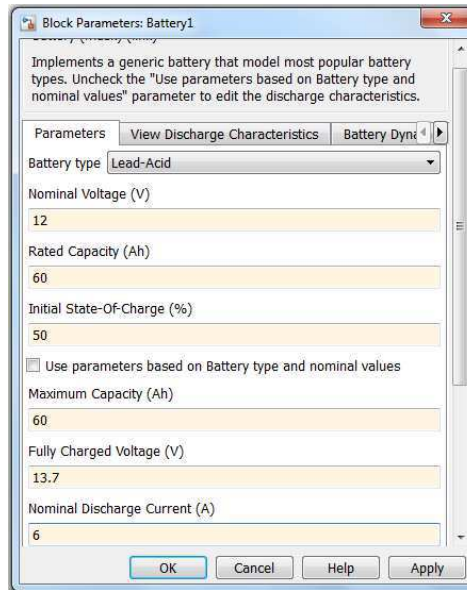 Block Parameters: Battery1
Battery (mask) (link)
Implements a generic battery that model most popular battery
types. Uncheck the "Use parameters based on Battery type and
nominal values" parameter to edit the discharge characteristics.
Parameters View Discharge Characteristics Battery Dyna
Battery type Lead-Acid
Nominal Voltage (V)
12
Rated Capacity (Ah)
60
Initial State-Of-Charge (%)
50
Use parameters based on Battery type and nominal values
Maximum Capacity (Ah)
60
Fully Charged Voltage (V)
13.7
Nominal Discharge Current (A)
6
OK Cancel Help Apply